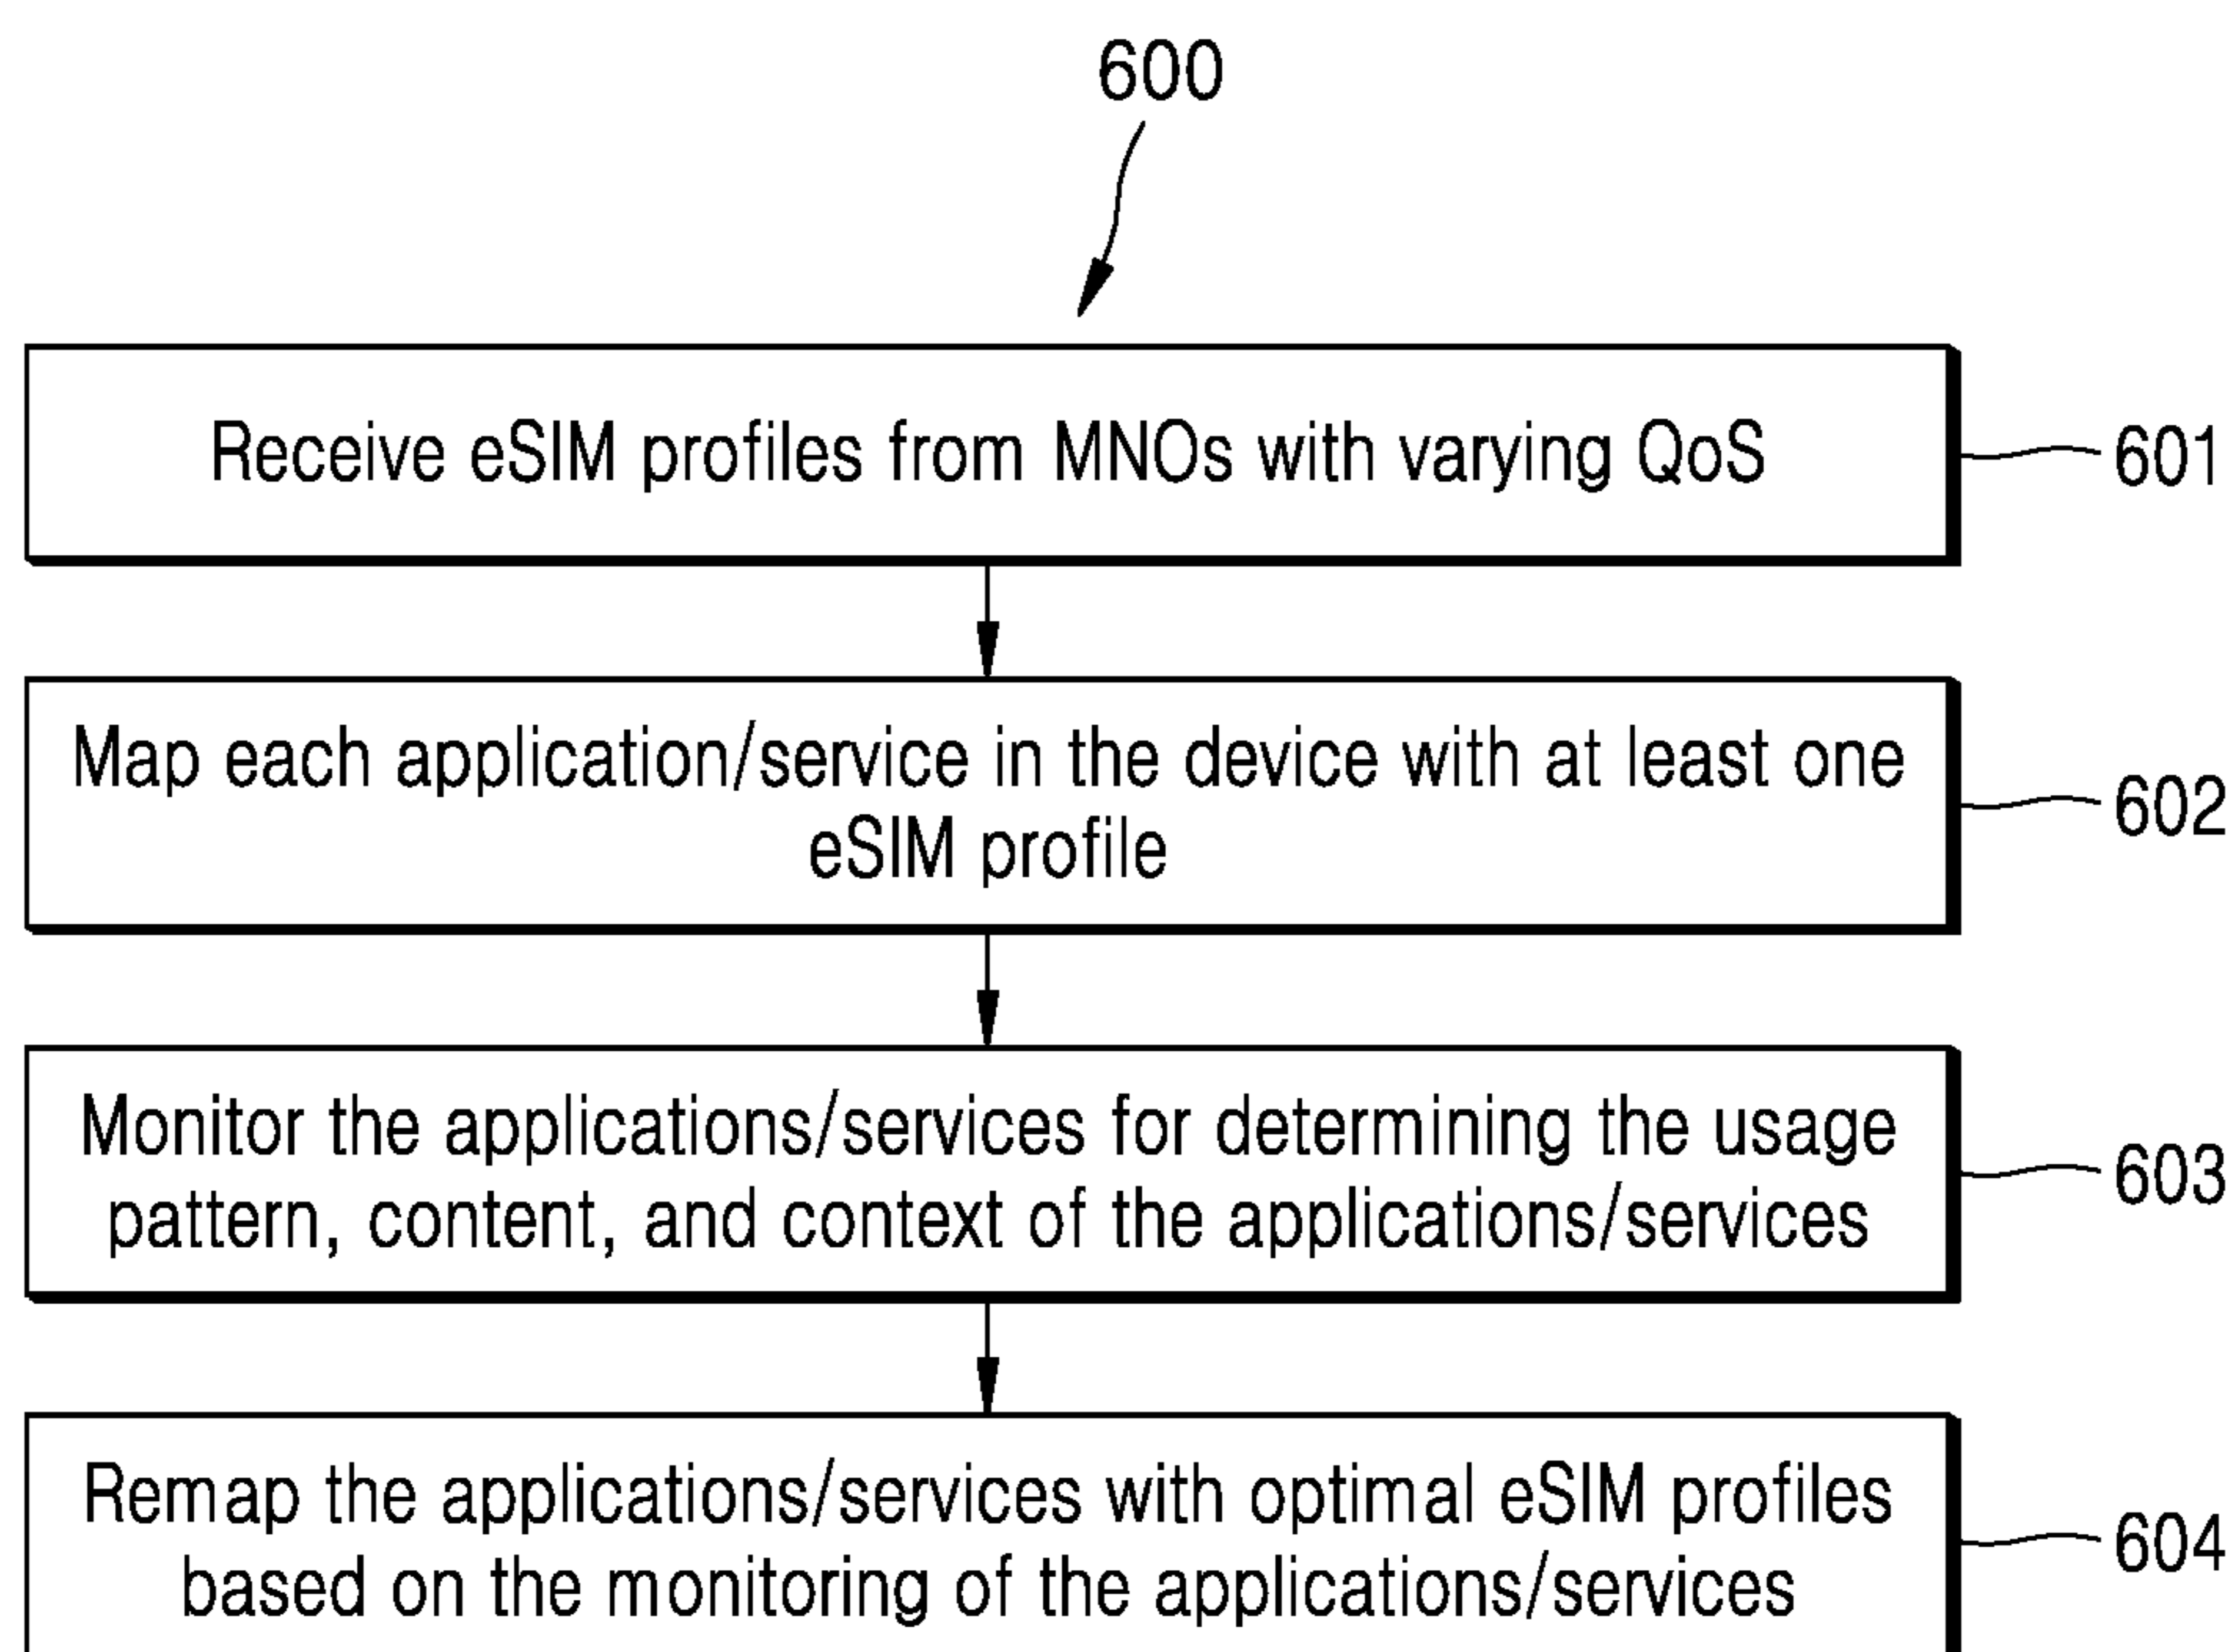 600
Receive eSIM profiles from MNOs with varying QoS
601
Map each application/service in the device with at least one
eSIM profile
602
Monitor the applications/services for determining the usage
pattern, content, and context of the applications/services
603
Remap the applications/services with optimal eSIM profiles
based on the monitoring of the applications/services
604